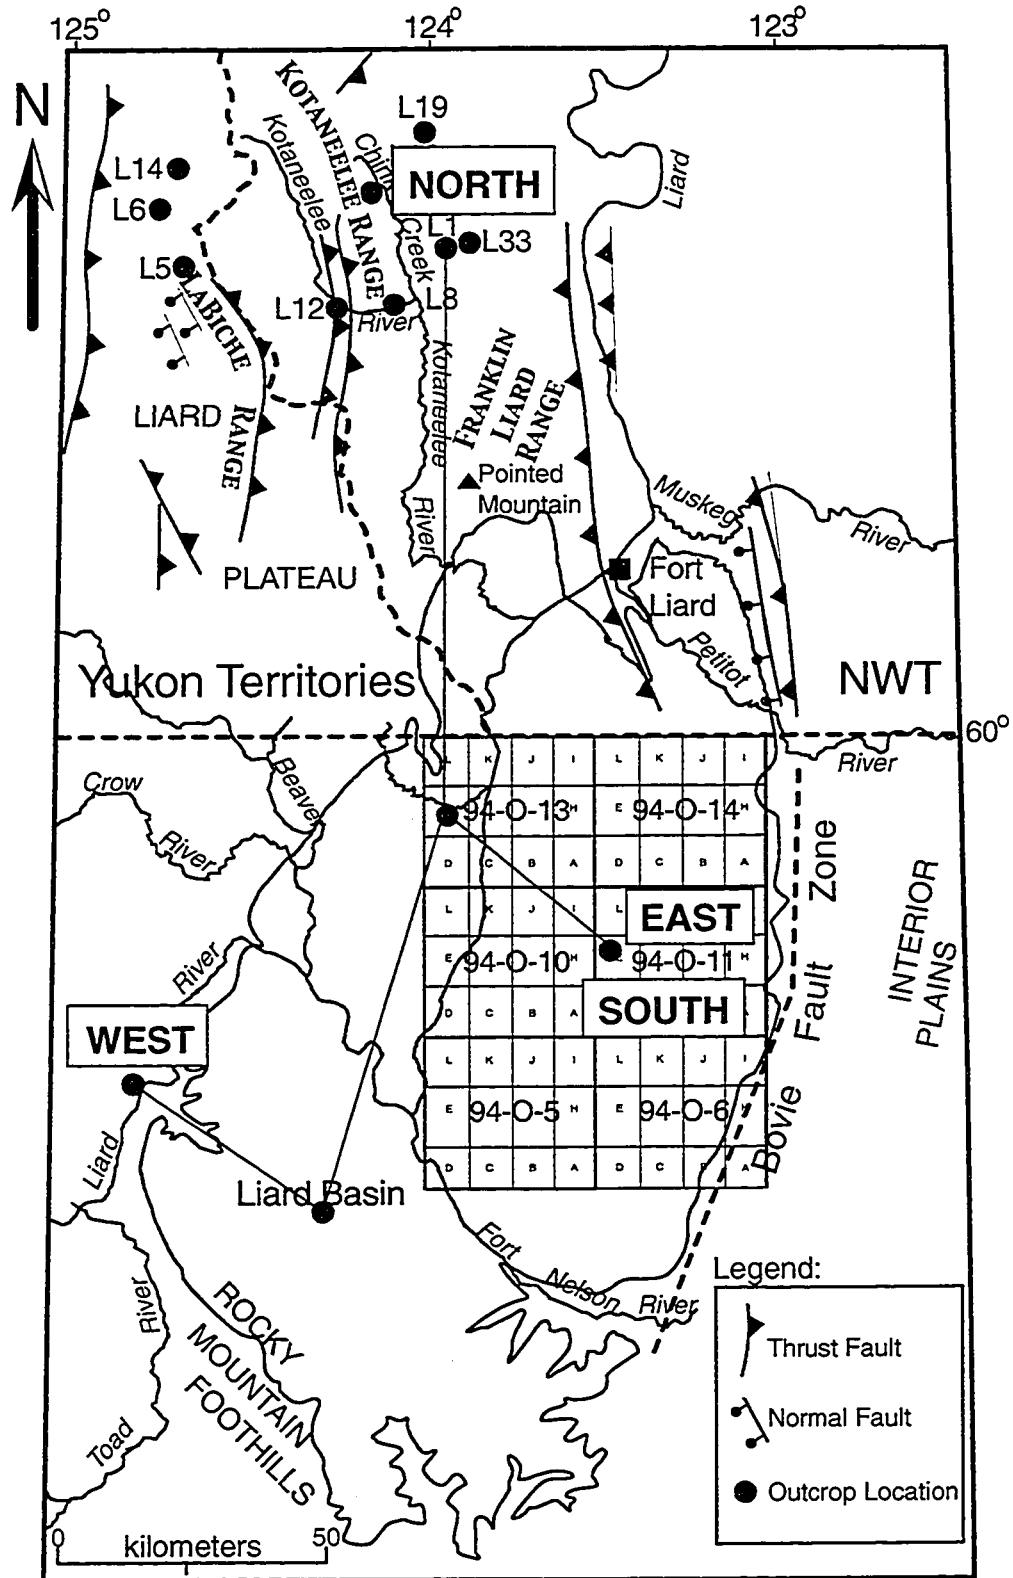 125°
124°
123°
N
KOTANEELEE RANGE
Kotaneelee
L19
L14
L6
NORTH
Liard
Creek
L1
L33
L5
L12
L8
River
LABICHE
RANGE
Kotaneelee
River
FRANKLIN
LIARD
RANGE
LIARD
PLATEAU
Pointed
Mountain
Muskeg
River
Fort
Liard
Petitot
Yukon Territories
NWT
60°
River
Crow
River
Beaver
L K J I L K J I
94-O-13 H E 94-O-14 H
D C B A D C B A
L K J I L
EAST
E 94-O-10 H 94-O-11 H
D C B A
SOUTH
L K J I L K J I
E 94-O-5 H E 94-O-6
D C B A D C A
Bovie Fault Zone
INTERIOR
PLAINS
River
WEST
Liard
Liard Basin
River
Toad
ROCKY
MOUNTAIN
FOOTHILLS
Fort Nelson River
Legend:
Thrust Fault
Normal Fault
Outcrop Location
0 kilometers 50